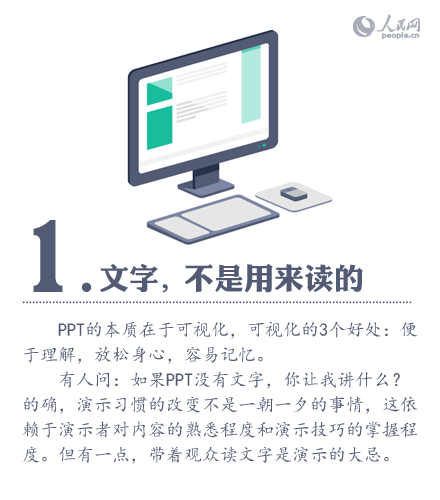 人民网
people.cn
1.文字，不是用来读的
PPT的本质在于可视化，可视化的3个好处：便
于理解，放松身心，容易记忆。
有人问：如果PPT没有文字，你让我讲什么？
的确，演示习惯的改变不是一朝一夕的事情，这依
赖于演示者对内容的熟悉程度和演示技巧的掌握程
度。但有一点，带着观众读文字是演示的大忌。